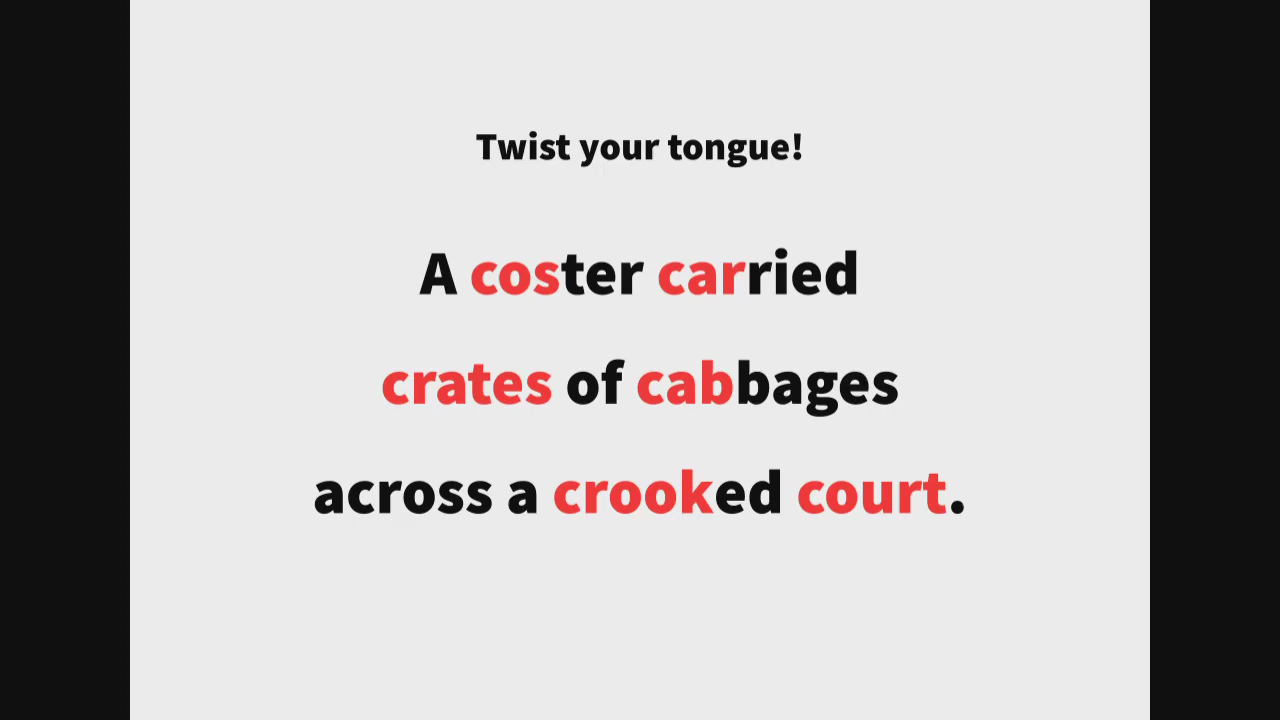 Twist your tongue!
A coster carried
crates of cabbages
across a crooked court.